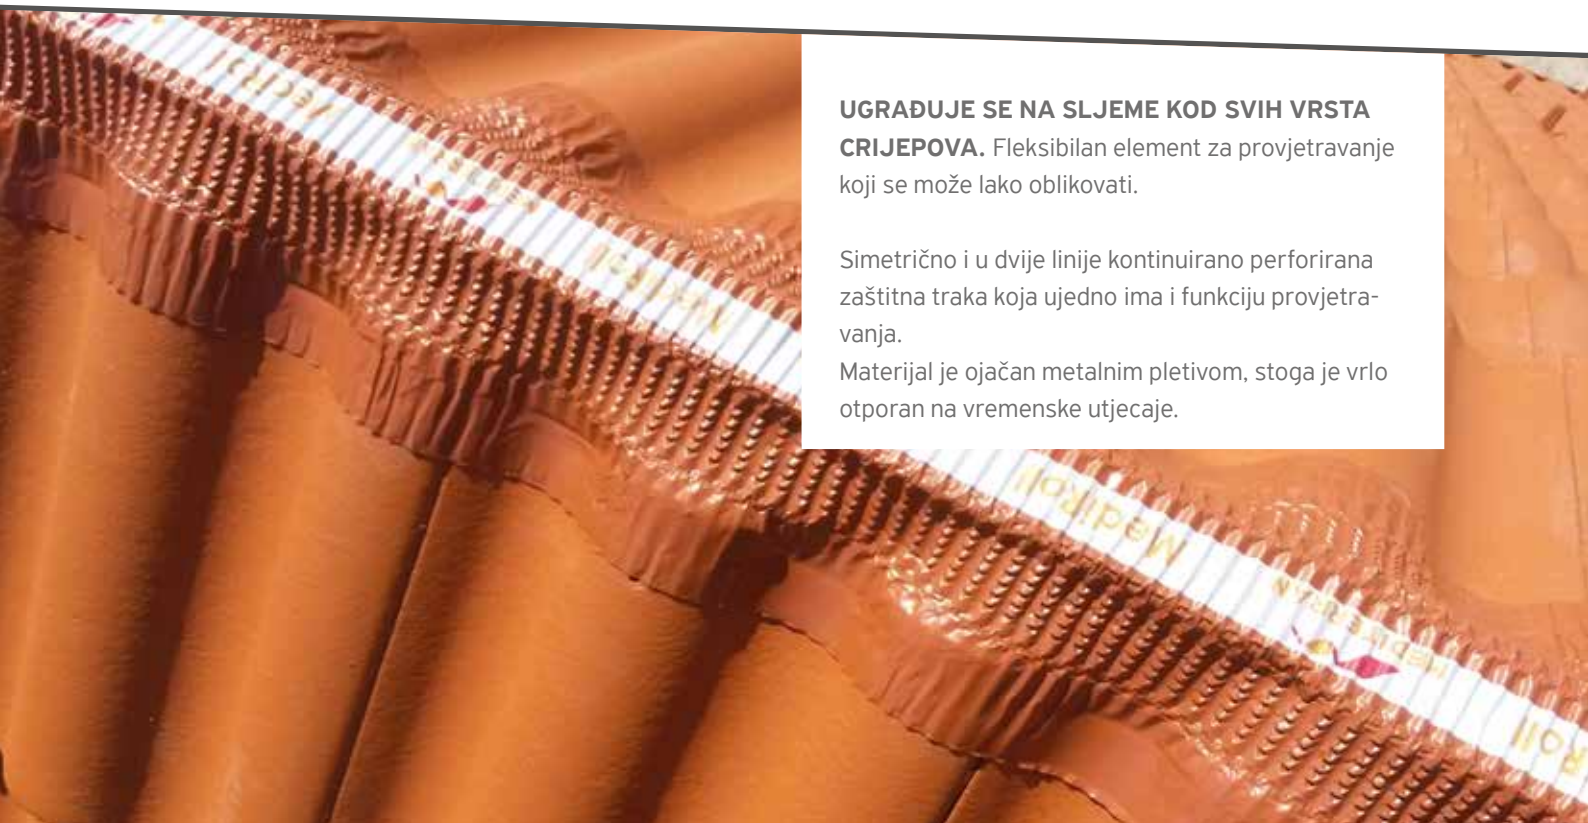 UGRAĐUJE SE NA SLJEME KOD SVIH VRSTA
CRIJEPOVA. Fleksibilan element za provjetravanje
koji se može lako oblikovati.
Simetrično i u dvije linije kontinuirano perforirana
zaštitna traka koja ujedno ima i funkciju provjetra-
vanja.
Materijal je ojačan metalnim pletivom, stoga je vrlo
otporan na vremenske utjecaje.
MediRoll
MEDITERAN
Roll